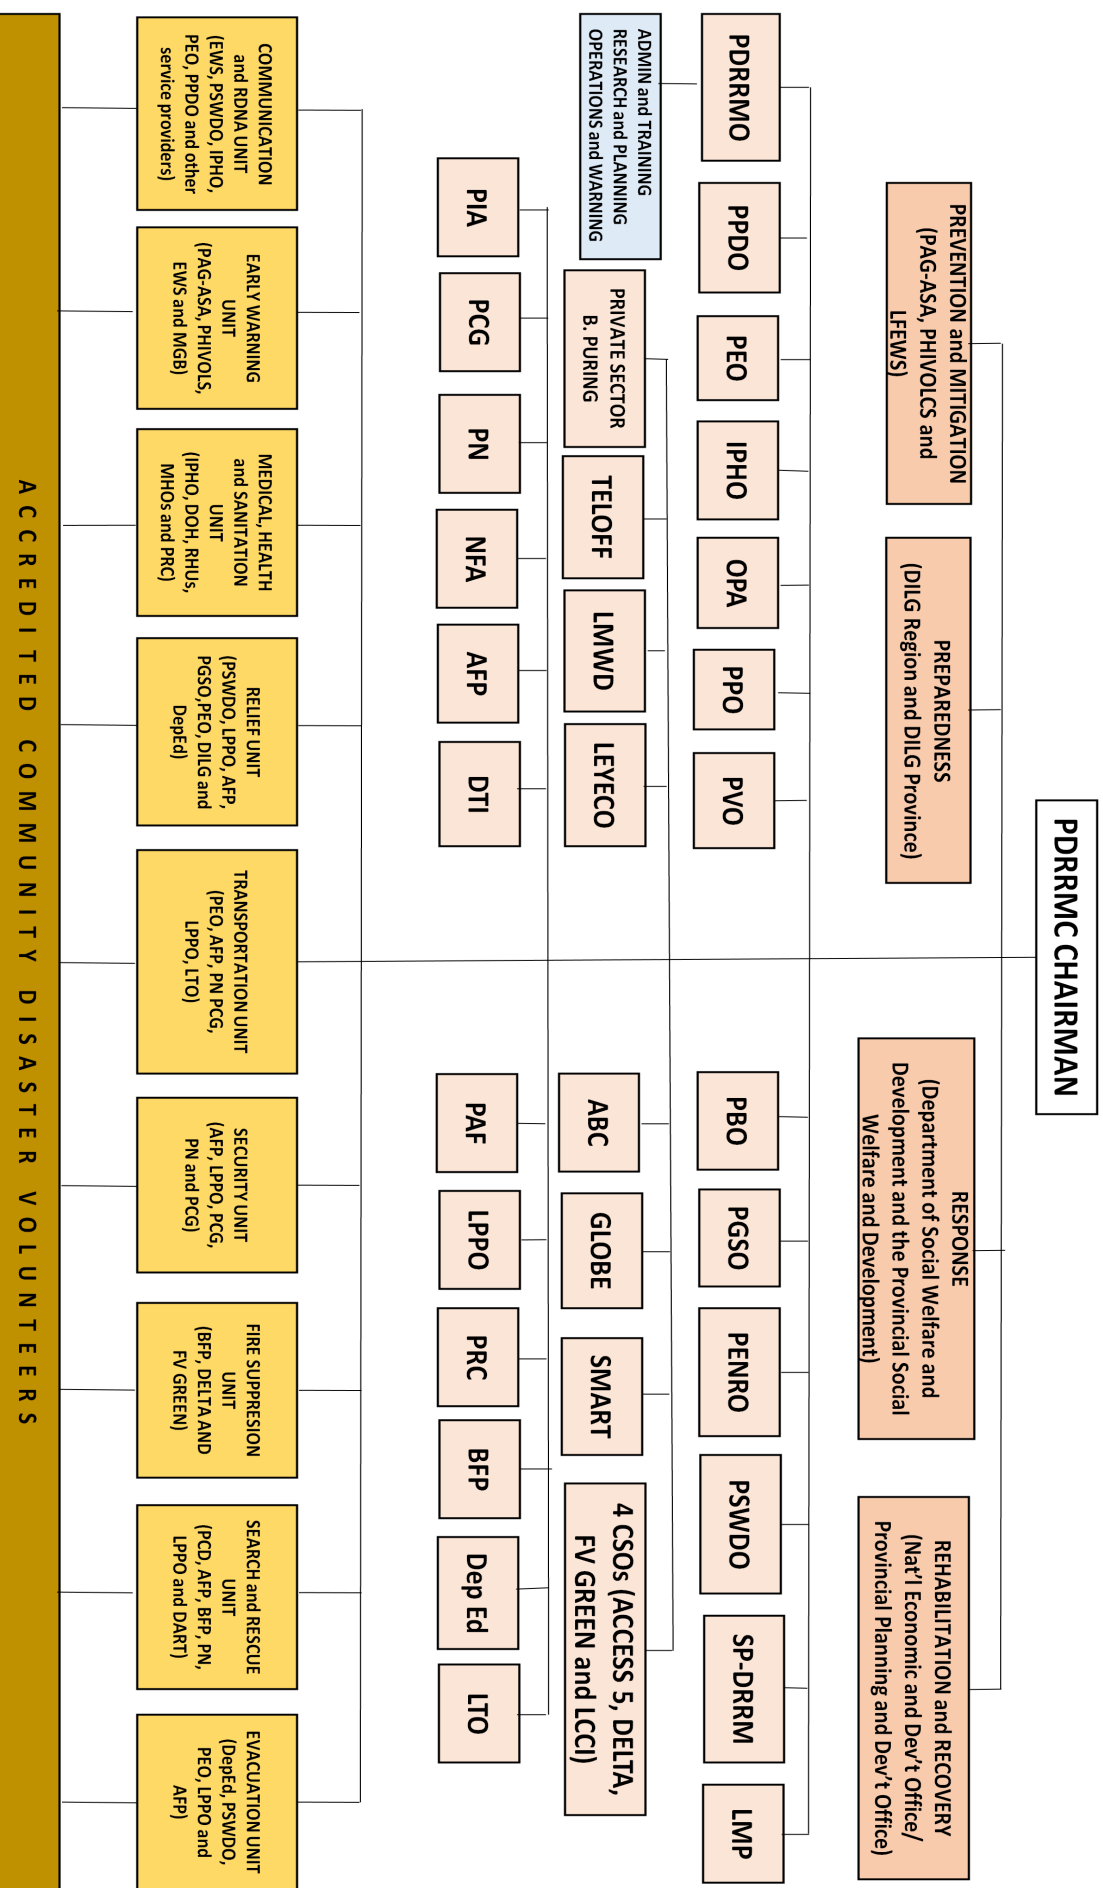 PDRRMC CHAIRMAN
PREVENTION and MITIGATION
(PAG-ASA, PHIVOLCS and
LFEWS)
PREPAREDNESS
(DILG Region and DILG Province)
RESPONSE
(Department of Social Welfare and
Development and the Provincial Social
Welfare and Development)
REHABILITATION and RECOVERY
(Nat’l Economic and Dev’t Office/
Provincial Planning and Dev’t Office)
PDRRMO
PPDO
PEO
IPHO
OPA
PPO
PVO
PBO
PGSO
PENRO
PSWDO
SP-DRRM
LMP
ADMIN and TRAINING
RESEARCH and PLANNING
OPERATIONS and WARNING
PRIVATE SECTOR
B. PURING
TELOFF
LMWD
LEYECO
ABC
GLOBE
SMART
4 CSOs (ACCESS 5, DELTA,
FV GREEN and LCCI)
PIA
PCG
PN
NFA
AFP
DTI
PAF
LPPO
PRC
BFP
Dep Ed
LTO
COMMUNICATION
and RDNA UNIT
(EWS, PSWDO, IPHO,
PEO, PPDO and other
service providers)
EARLY WARNING
UNIT
(PAG-ASA, PHIVOLS,
EWS and MGB)
MEDICAL, HEALTH
and SANITATION
UNIT
(IPHO, DOH, RHUs,
MHOs and PRC)
RELIEF UNIT
(PSWDO, LPPO, AFP,
PGSO,PEO, DILG and
DepEd)
TRANSPORTATION UNIT
(PEO, AFP, PN PCG,
LPPO, LTO)
SECURITY UNIT
(AFP, LPPO, PCG,
PN and PCG)
FIRE SUPPRESION
UNIT
(BFP, DELTA AND
FV GREEN)
SEARCH and RESCUE
UNIT
(PCD, AFP, BFP, PN,
LPPO and DART)
EVACUATION UNIT
(DepEd, PSWDO,
PEO, LPPO and
AFP)
ACCREDITED COMMUNITY DISASTER VOLUNTEERS